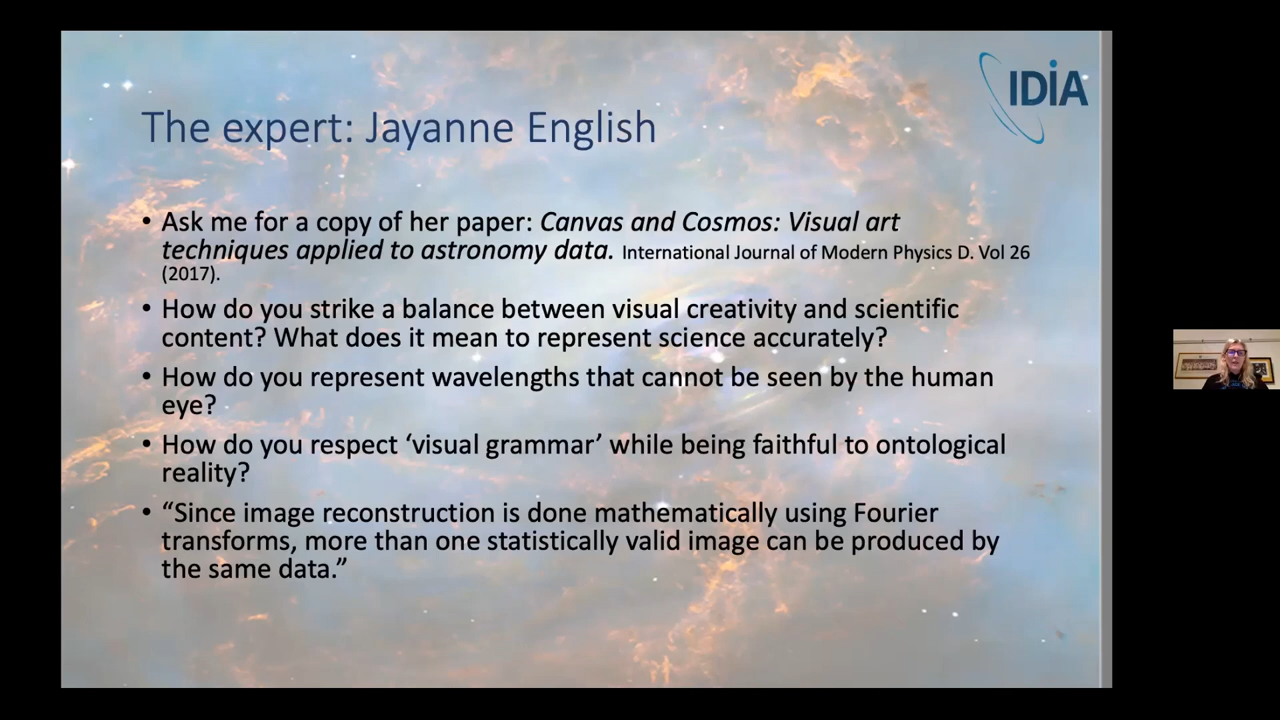 IDIA
The expert: Jayanne English
• Ask me for a copy of her paper: Canvas and Cosmos: Visual art
techniques applied to astronomy data. International Journal of Modern Physics D. Vol 26
(2017).
• How do you strike a balance between visual creativity and scientific
content? What does it mean to represent science accurately?
• How do you represent wavelengths that cannot be seen by the human
eye?
• How do you respect ‘visual grammar’ while being faithful to ontological
reality?
• “Since image reconstruction is done mathematically using Fourier
transforms, more than one statistically valid image can be produced by
the same data.”